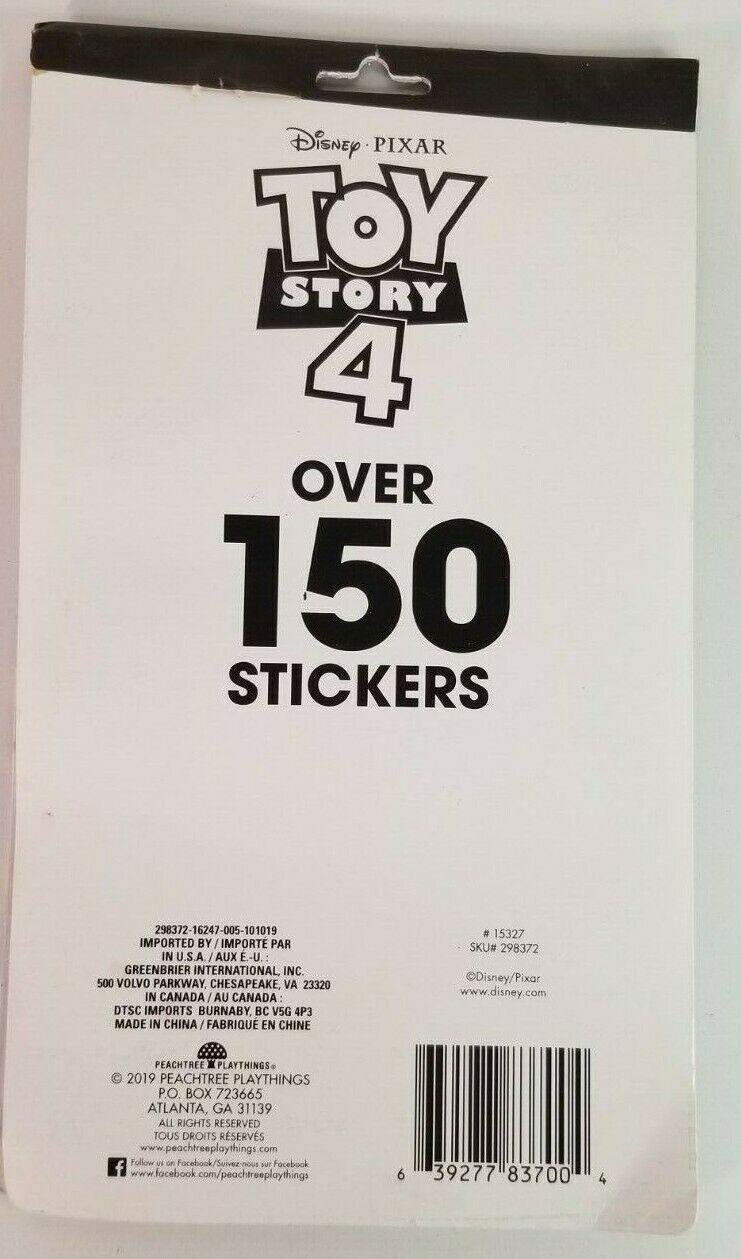 Disney · PIXAR
TOY
STORY
4
OVER
150
STICKERS
298372-16247-005-101019
IMPORTED BY / IMPORTÉ PAR
IN U.S.A. / AUX É.-U. :
GREENBRIER INTERNATIONAL, INC.
500 VOLVO PARKWAY, CHESAPEAKE, VA 23320
IN CANADA / AU CANADA :
DTSC IMPORTS BURNABY, BC V5G 4P3
MADE IN CHINA / FABRIQUÉ EN CHINE
PEACHTREE PLAYTHINGS®
© 2019 PEACHTREE PLAYTHINGS
P.O. BOX 723665
ATLANTA, GA 31139
ALL RIGHTS RESERVED
TOUS DROITS RÉSERVÉS
www.peachtreeplaythings.com
f Follow us on Facebook/Suivez-nous sur Facebook
www.facebook.com/peachtreeplaythings
# 15327
SKU# 298372
©Disney/Pixar
www.disney.com
6 39277 83700 4